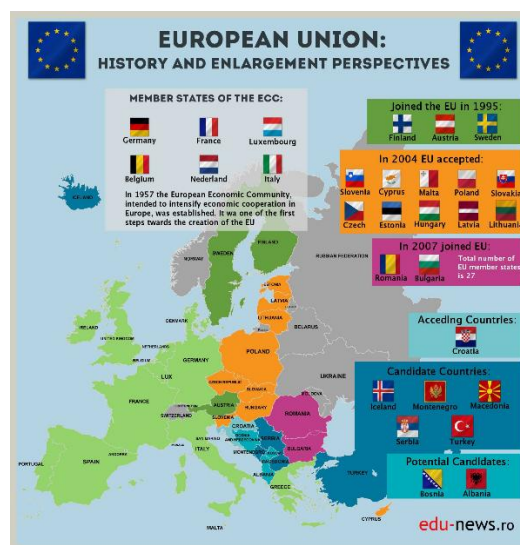 EUROPEAN UNION:
HISTORY AND ENLARGEMENT PERSPECTIVES
MEMBER STATES OF THE ECC:
Germany
France
Luxembourg
Belgium
Nederland
Italy
In 1957 the European Economic Community,
intended to intensify economic cooperation in
Europe, was established. It was one of the first
steps twards the creation of the EU
Joined the EU in 1995:
Finland
Austria
Sweden
In 2004 EU accepted:
Slovenia
Cyprus
Malta
Poland
Slovakia
Czech
Estonia
Hungary
Latvia
Lithuania
In 2007 joined EU:
Romania
Bulgaria
Total number of
EU member states
is 27
Acceding Countries:
Croatia
Candidate Countries:
Iceland
Montenegro
Macedonia
Serbia
Turkey
Potential Candidates:
Bosnia
Albania
ICELAND
NORWAY
SWEDEN
FINLAND
RUSSIAN FEDERATION
LATVIA
LITHUANIA
DENMARK
IRELAND
BELARUS
POLAND
GERMANY
LUX
UKRAINE
FRANCE
AUSTRIA
HUNGARY
MOLDOVA
SWITZERLAND
SLOVENIA
CROATIA
ROMANIA
ITALY
MONTENEGRO
BULGARIA
ALBANIA
PORTUGAL
SPAIN
GREECE
TURKEY
MALTA
CYPRUS
edu-news.ro